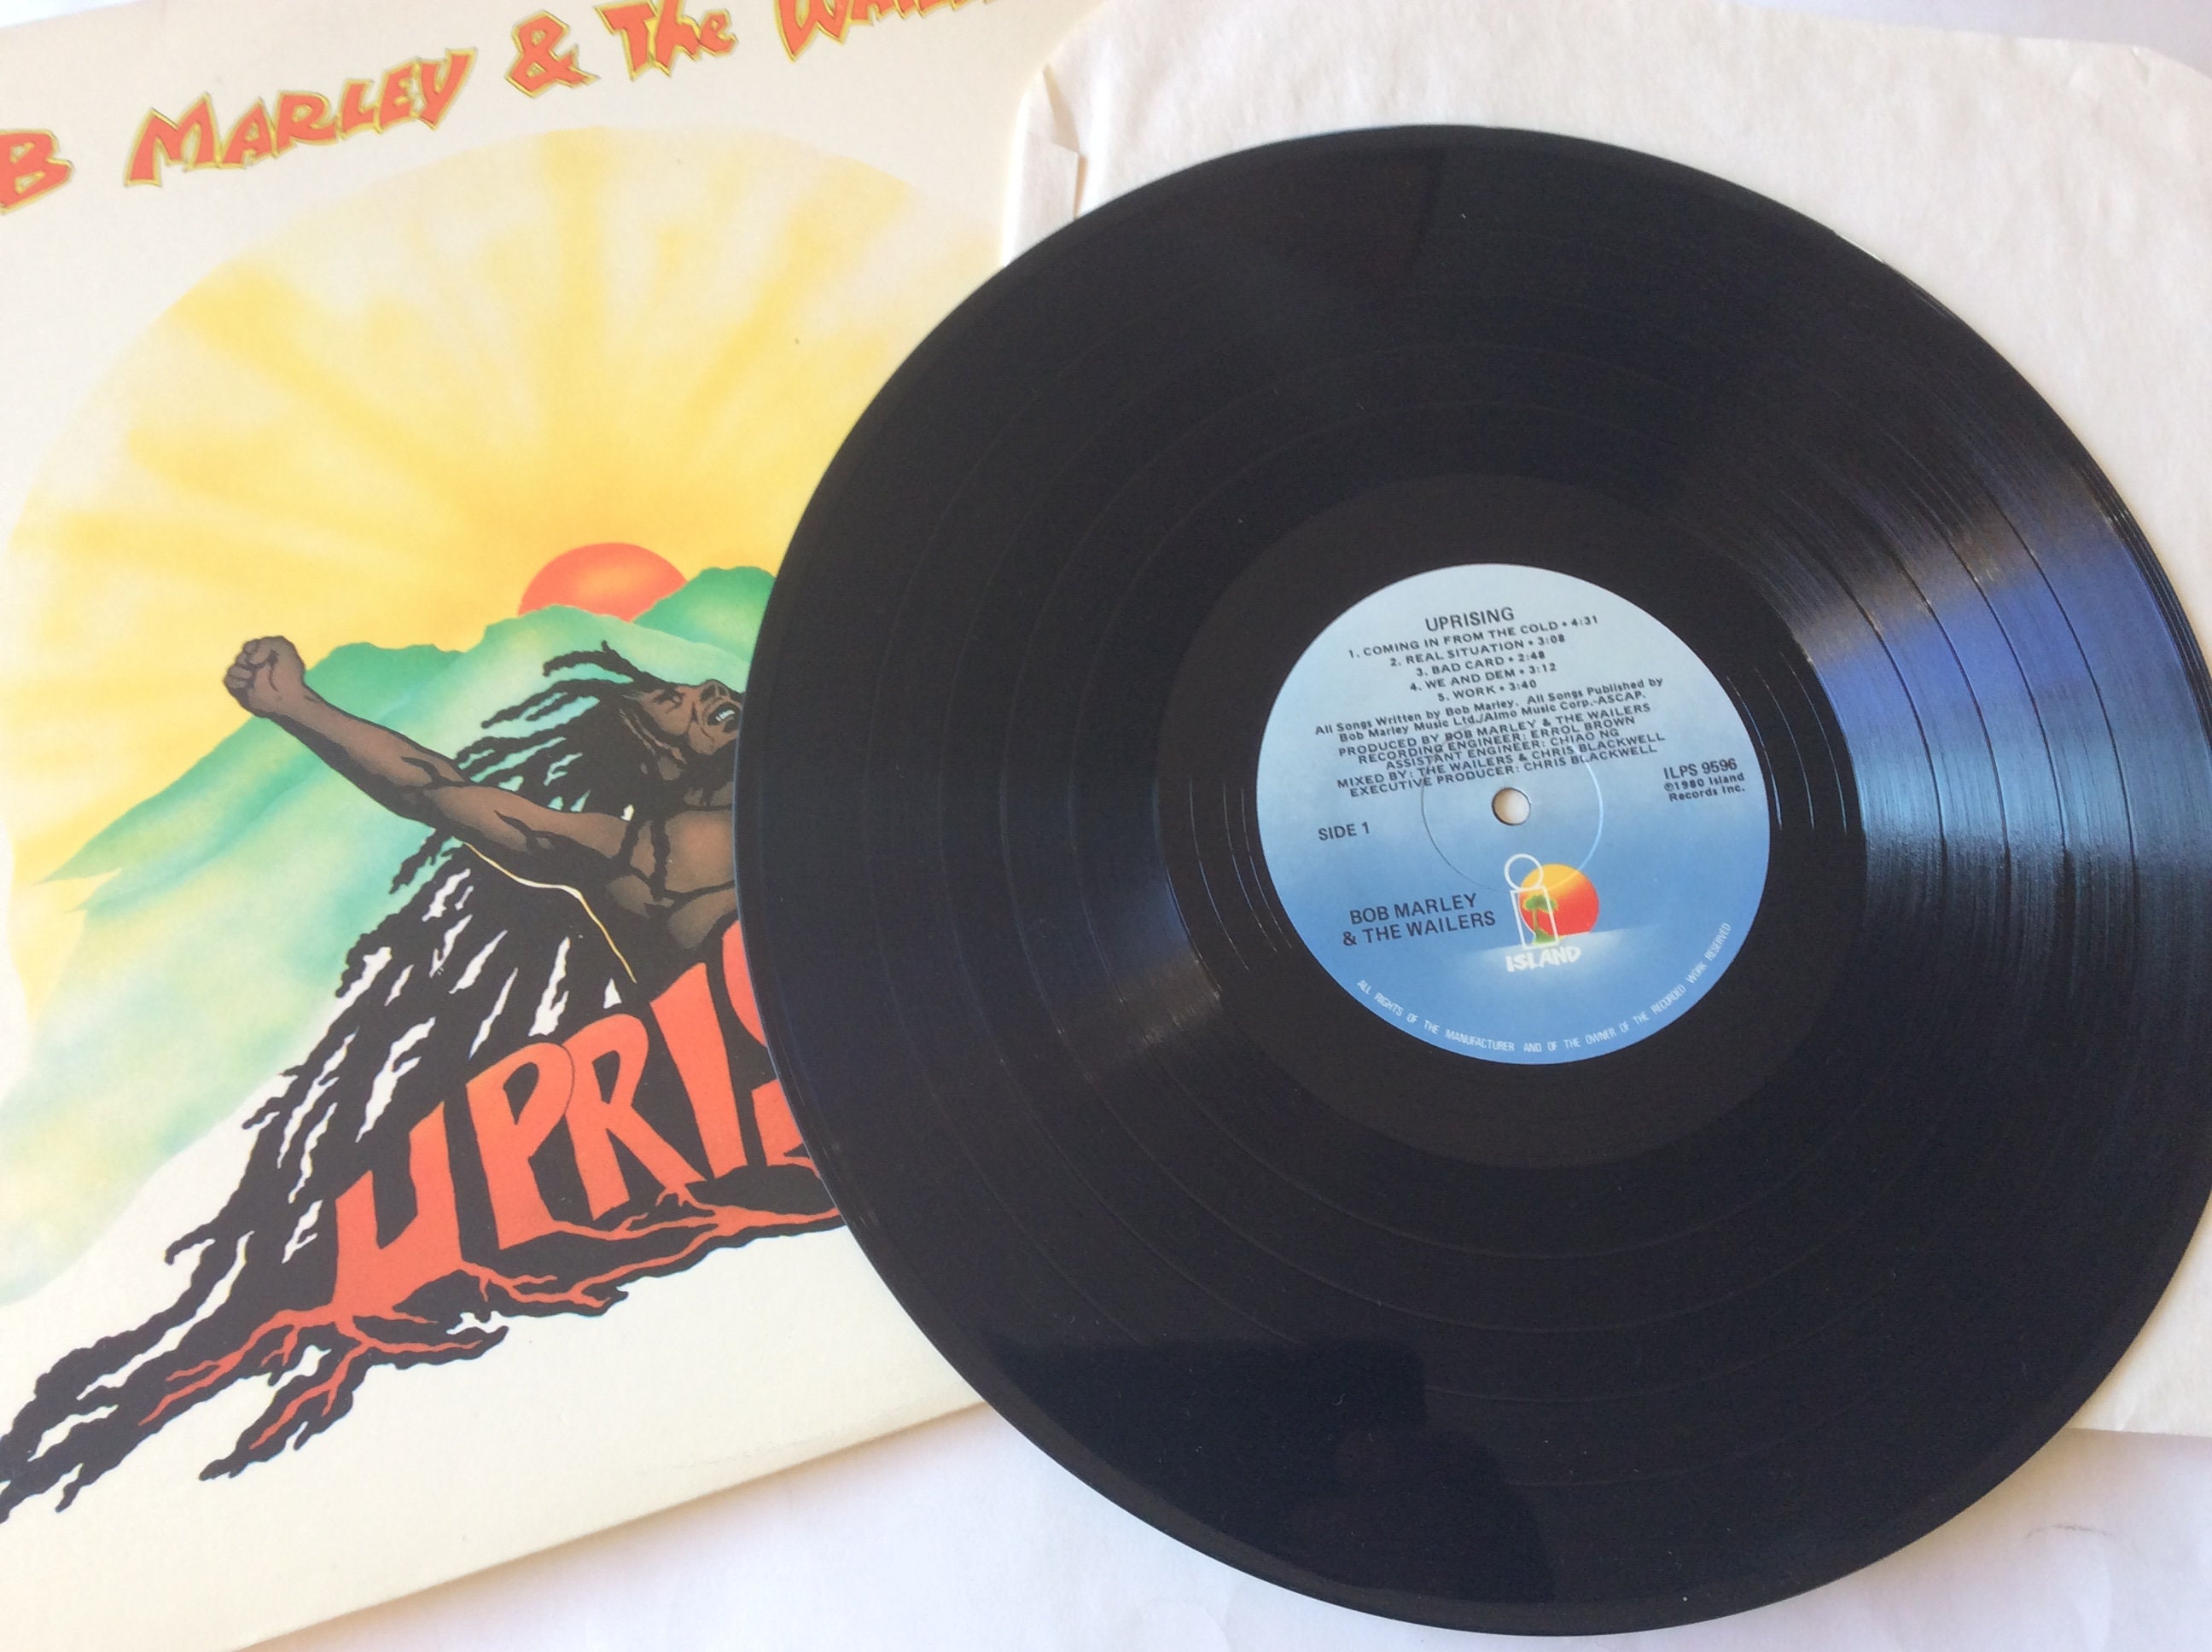 B MARLEY & The
UPRIS
UPRISING
1. COMING IN FROM THE COLD • 4:31
2. REAL SITUATION • 3:08
3. BAD CARD • 2:48
4. WE AND DEM • 3:12
5. WORK • 3:40
All Songs Written by Bob Marley. All Songs Published by
Bob Marley Music Ltd./Almo Music Corp.-ASCAP.
PRODUCED BY BOB MARLEY & THE WAILERS
RECORDING ENGINEER: ERROL BROWN
ASSISTANT ENGINEER: CHIAO NG
MIXED BY: THE WAILERS & CHRIS BLACKWELL
EXECUTIVE PRODUCER: CHRIS BLACKWELL
ILPS 9596
℗1980 Island
Records Inc.
SIDE 1
BOB MARLEY
& THE WAILERS
ISLAND
ALL RIGHTS OF THE MANUFACTURER AND OF THE OWNER OF THE RECORDED WORK RESERVED